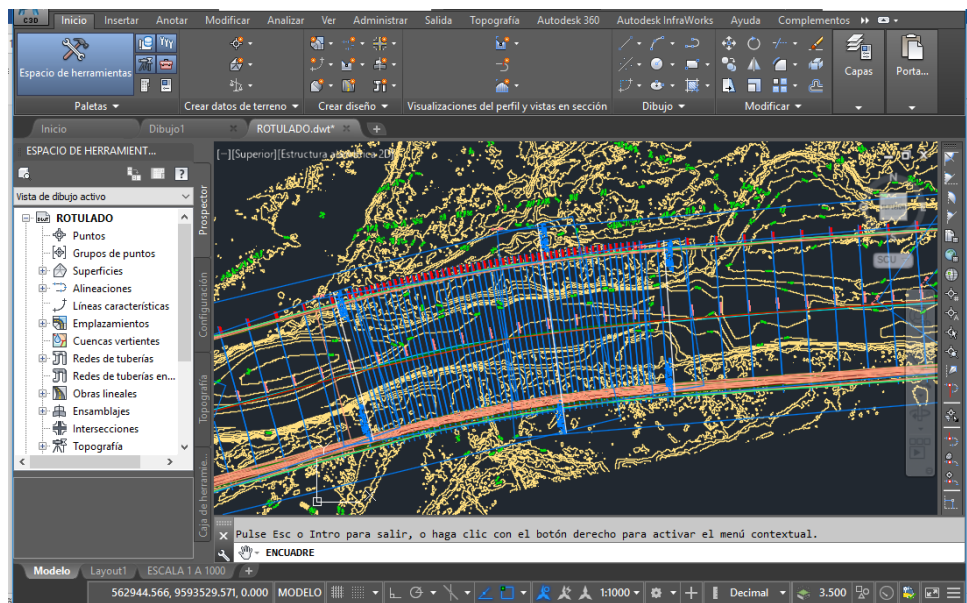 C3D Inicio Insertar Anotar Modificar Analizar Ver Administrar Salida Topografía Autodesk 360 Autodesk InfraWorks Ayuda Complementos
Espacio de herramientas
Capas
Porta...
Paletas
Crear datos de terreno
Crear diseño
Visualizaciones del perfil y vistas en sección
Dibujo
Modificar
Inicio Dibujo1 ROTULADO.dwt*
ESPACIO DE HERRAMIENT...
Vista de dibujo activo
ROTULADO
Puntos
Grupos de puntos
Superficies
Alineaciones
Líneas características
Emplazamientos
Cuencas vertientes
Redes de tuberías
Redes de tuberías en...
Obras lineales
Ensamblajes
Intersecciones
Topografía
Prospector
Configuración
Topografía
Caja de herramie...
[−][Superior][Estructura
N
SCU
Pulse Esc o Intro para salir, o haga clic con el botón derecho para activar el menú contextual.
ENCUADRE
Modelo Layout1 ESCALA 1 A 1000
562944.566, 9593529.571, 0.000 MODELO 1:1000 Decimal 3.500